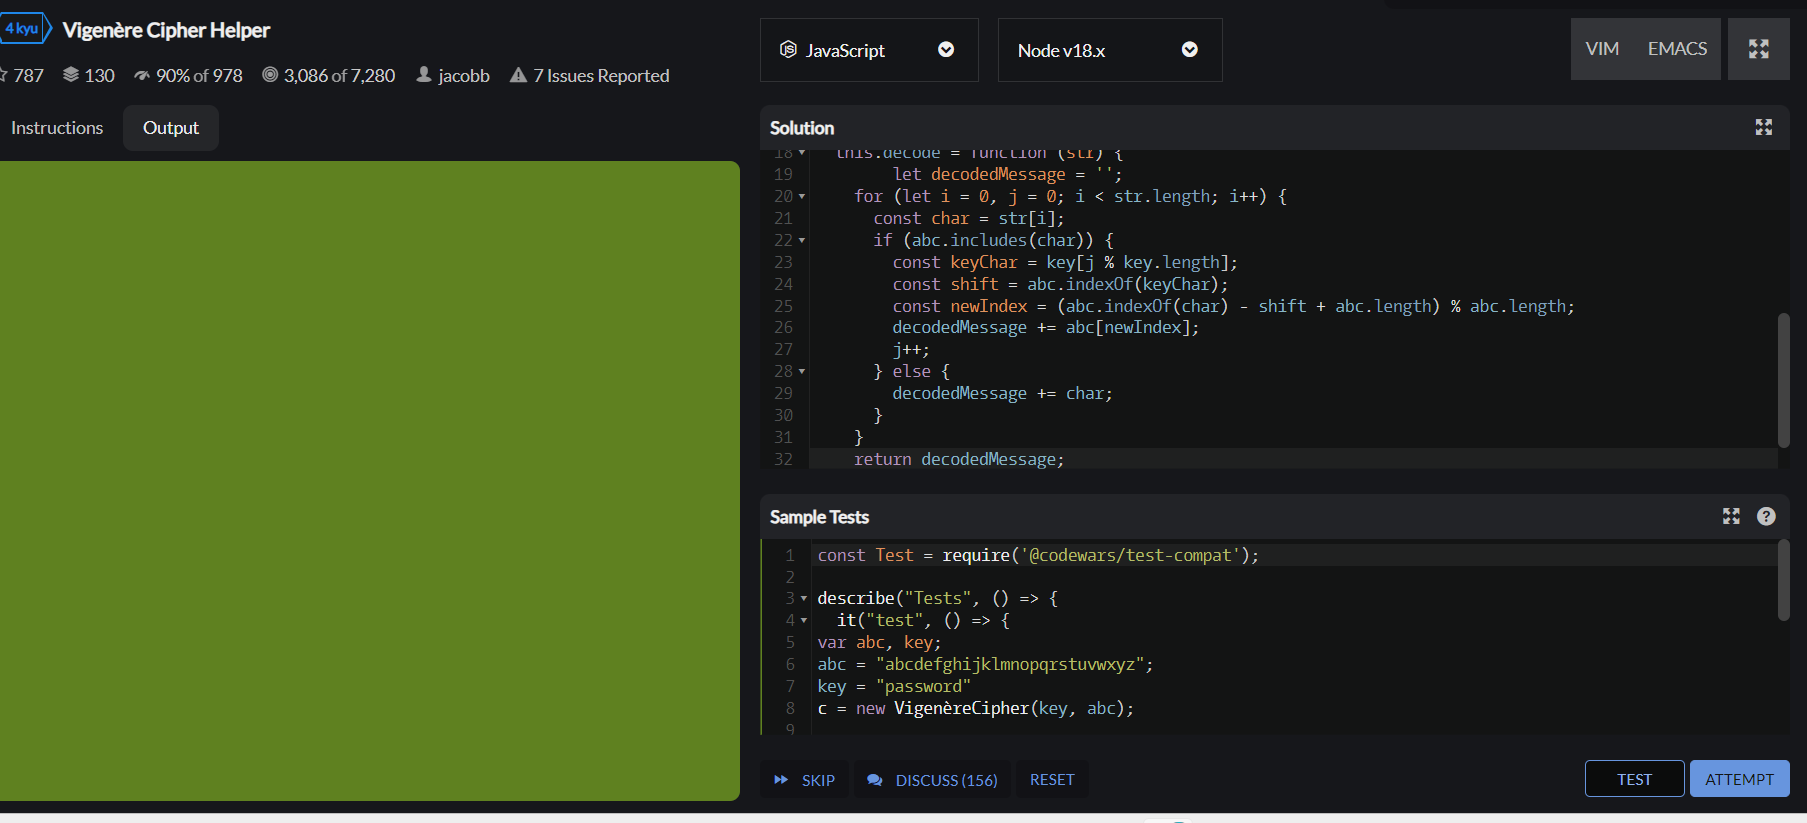 4 kyu Vigenère Cipher Helper
787 130 90% of 978 3,086 of 7,280 jacobb 7 Issues Reported
Instructions Output
JavaScript Node v18.x
VIM EMACS
Solution
18 this.decode = function (str) {
19 let decodedMessage = '';
20 for (let i = 0, j = 0; i < str.length; i++) {
21 const char = str[i];
22 if (abc.includes(char)) {
23 const keyChar = key[j % key.length];
24 const shift = abc.indexOf(keyChar);
25 const newIndex = (abc.indexOf(char) - shift + abc.length) % abc.length;
26 decodedMessage += abc[newIndex];
27 j++;
28 } else {
29 decodedMessage += char;
30 }
31 }
32 return decodedMessage;
Sample Tests
?
1 const Test = require('@codewars/test-compat');
2
3 describe("Tests", () => {
4 it("test", () => {
5 var abc, key;
6 abc = "abcdefghijklmnopqrstuvwxyz";
7 key = "password"
8 c = new VigenèreCipher(key, abc);
9
SKIP DISCUSS (156) RESET
TEST ATTEMPT